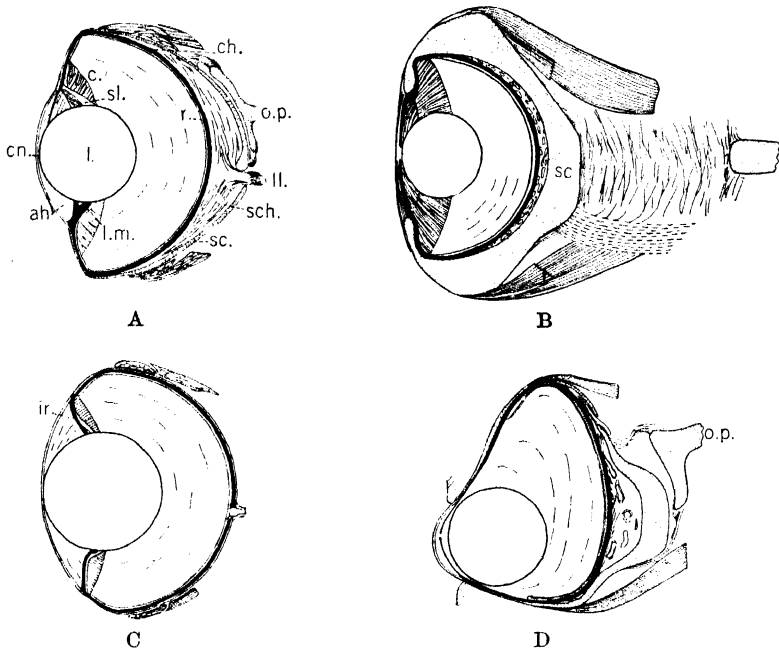 ch.
c.
sl.
r.
o.p.
cn.
l.
ll.
ah
sch.
l.m.
sc.
A
sc
B
ir.
C
o.p.
D